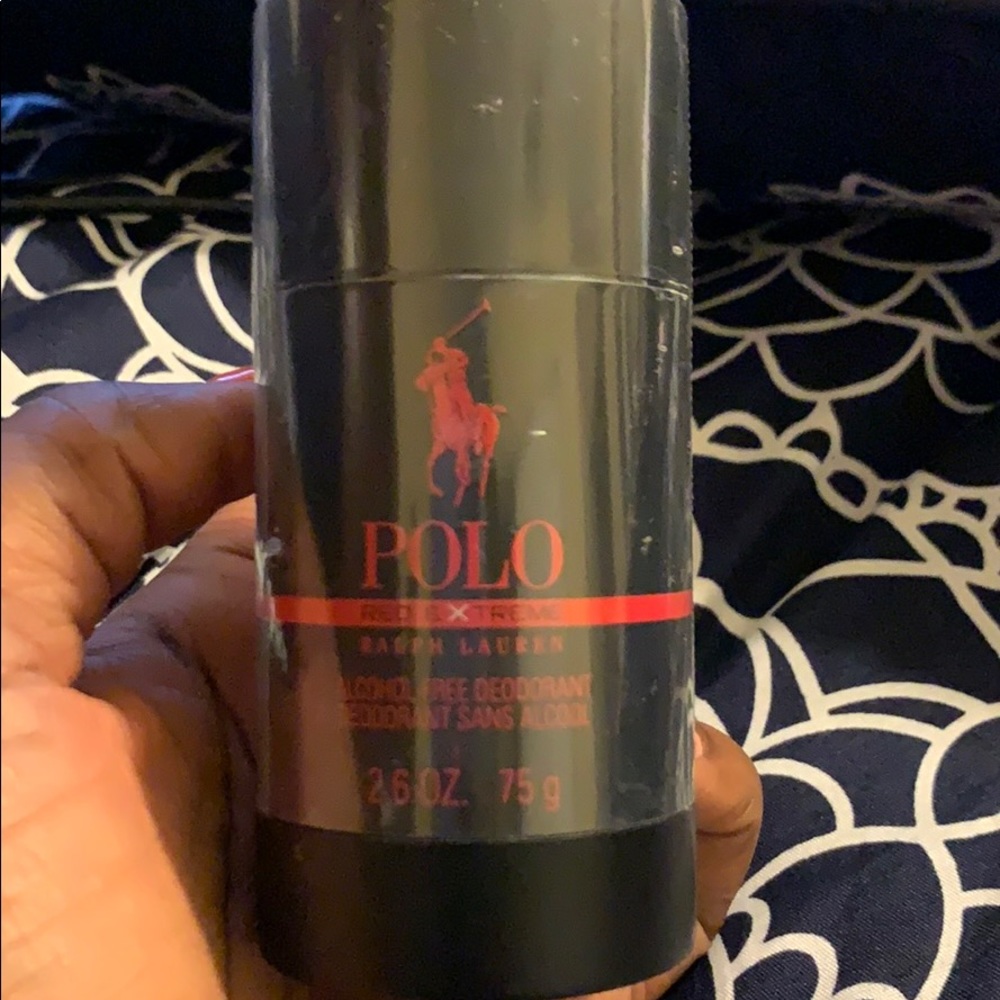 POLO
RED EXTREME
RALPH LAUREN
ALCOHOL FREE DEODORANT
DEODORANT SANS ALCOOL
2.6 OZ. 75 g